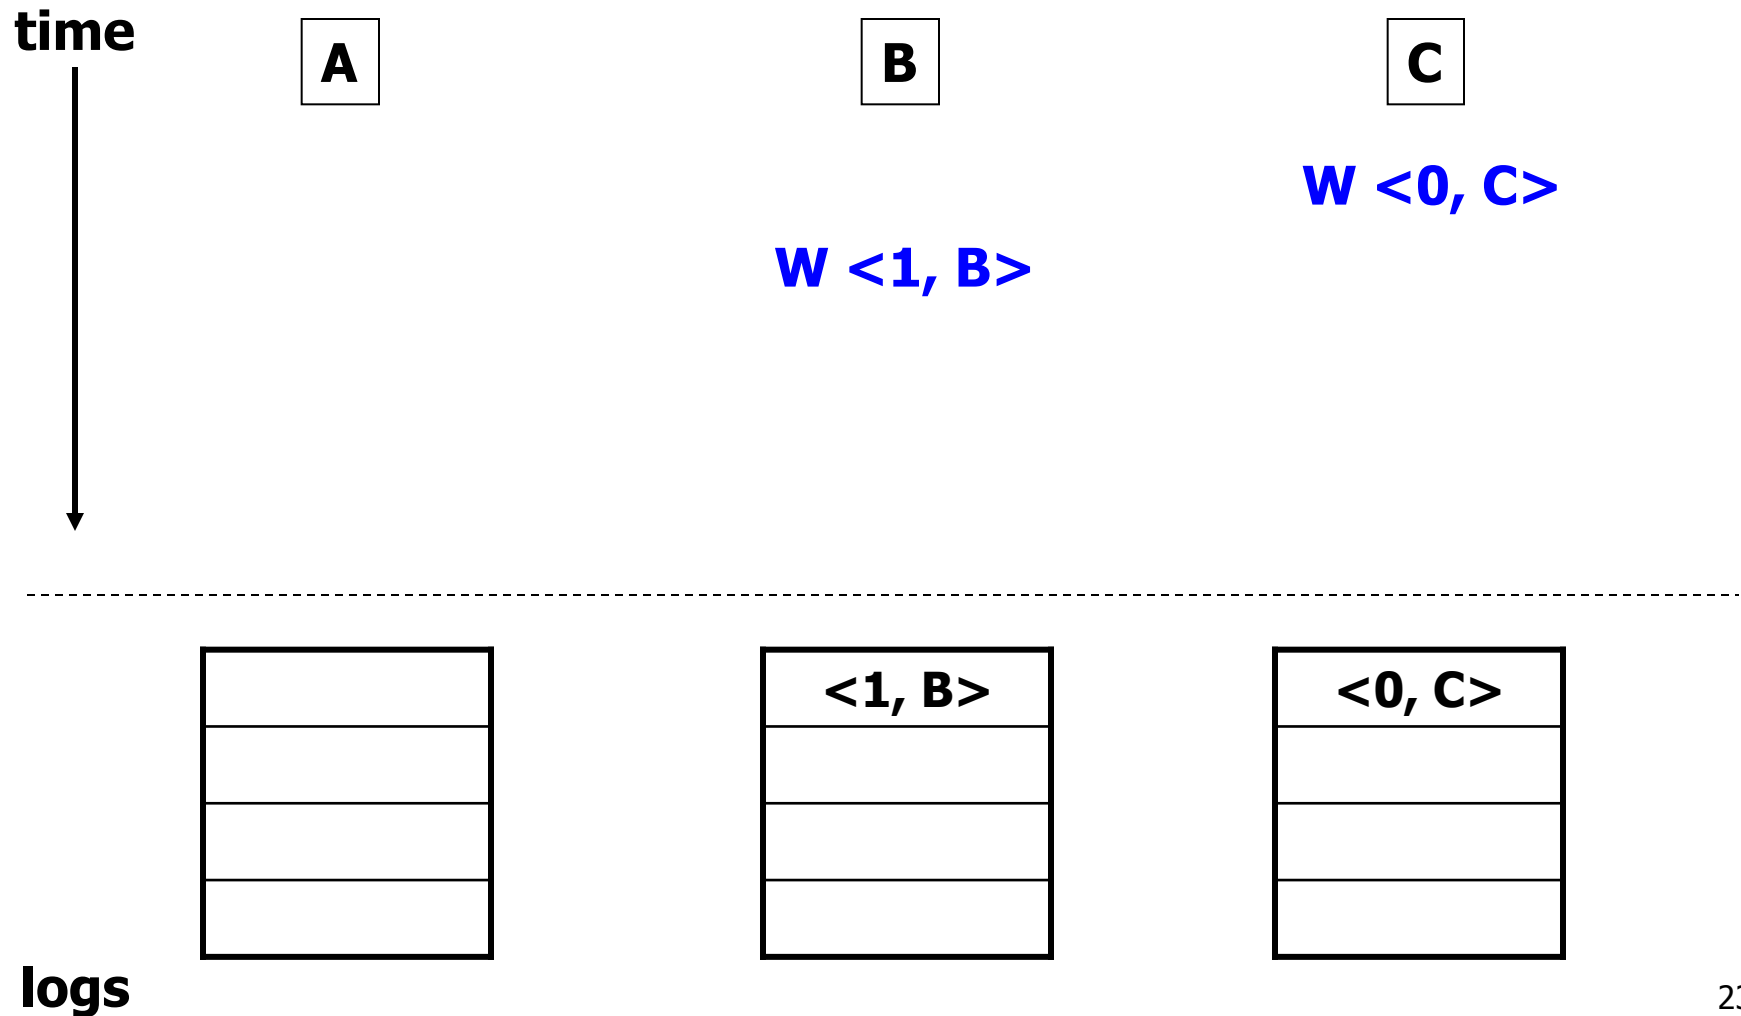 time
A
B
C
W <0, C>
W <1, B>
<1, B>
<0, C>
logs